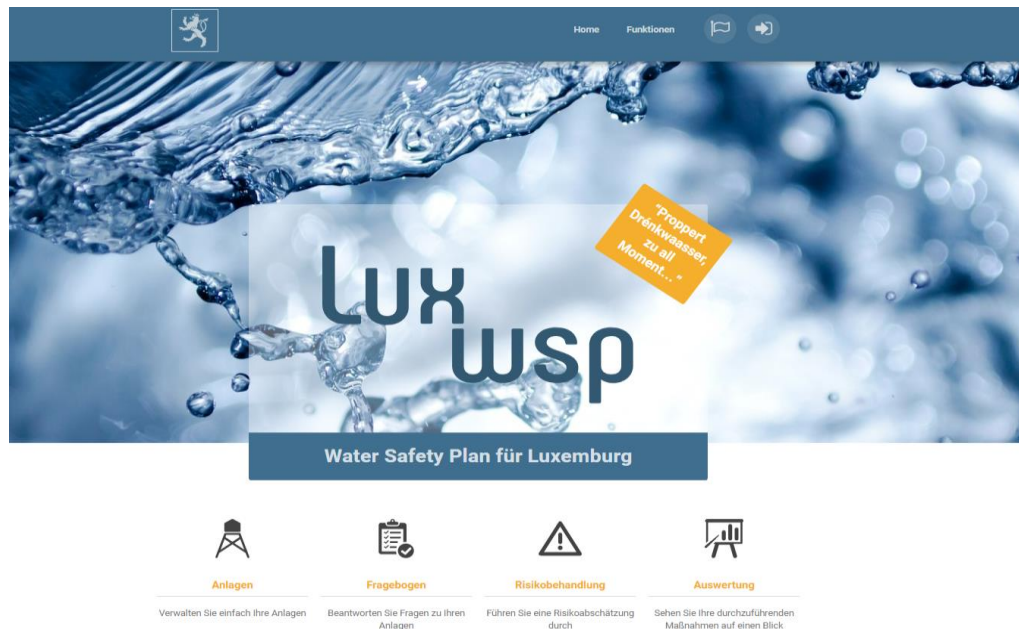 Home Funktionen
"Proppert
Drénkwaasser,
zu all
Moment..."
Lux
wsp
Water Safety Plan für Luxemburg
Anlagen Fragebogen Risikobehandlung Auswertung
Verwalten Sie einfach Ihre Anlagen Beantworten Sie Fragen zu Ihren Führen Sie eine Risikoabschätzung Sehen Sie Ihre durchzuführenden
Anlagen durch Maßnahmen auf einen Blick